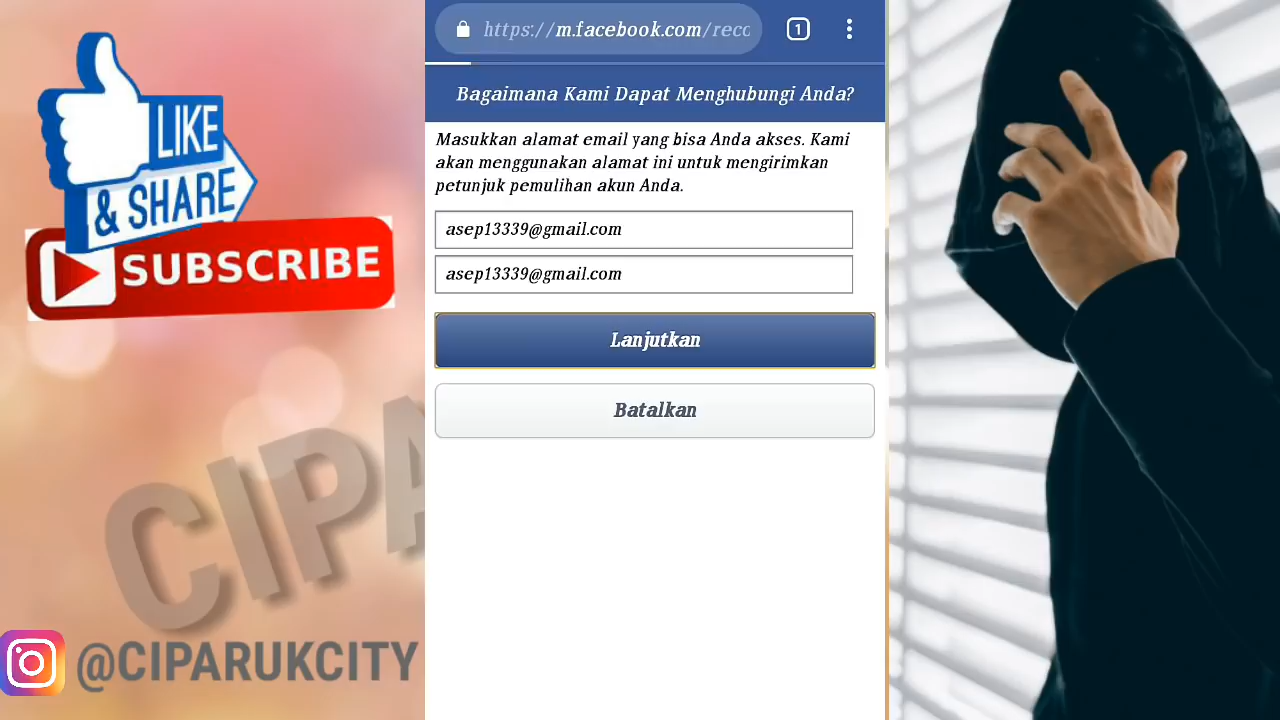 LIKE
& SHARE
SUBSCRIBE
CIPA
@CIPARUKCITY
https://m.facebook.com/reco
1
Bagaimana Kami Dapat Menghubungi Anda?
Masukkan alamat email yang bisa Anda akses. Kami
akan menggunakan alamat ini untuk mengirimkan
petunjuk pemulihan akun Anda.
asep13339@gmail.com
asep13339@gmail.com
Lanjutkan
Batalkan